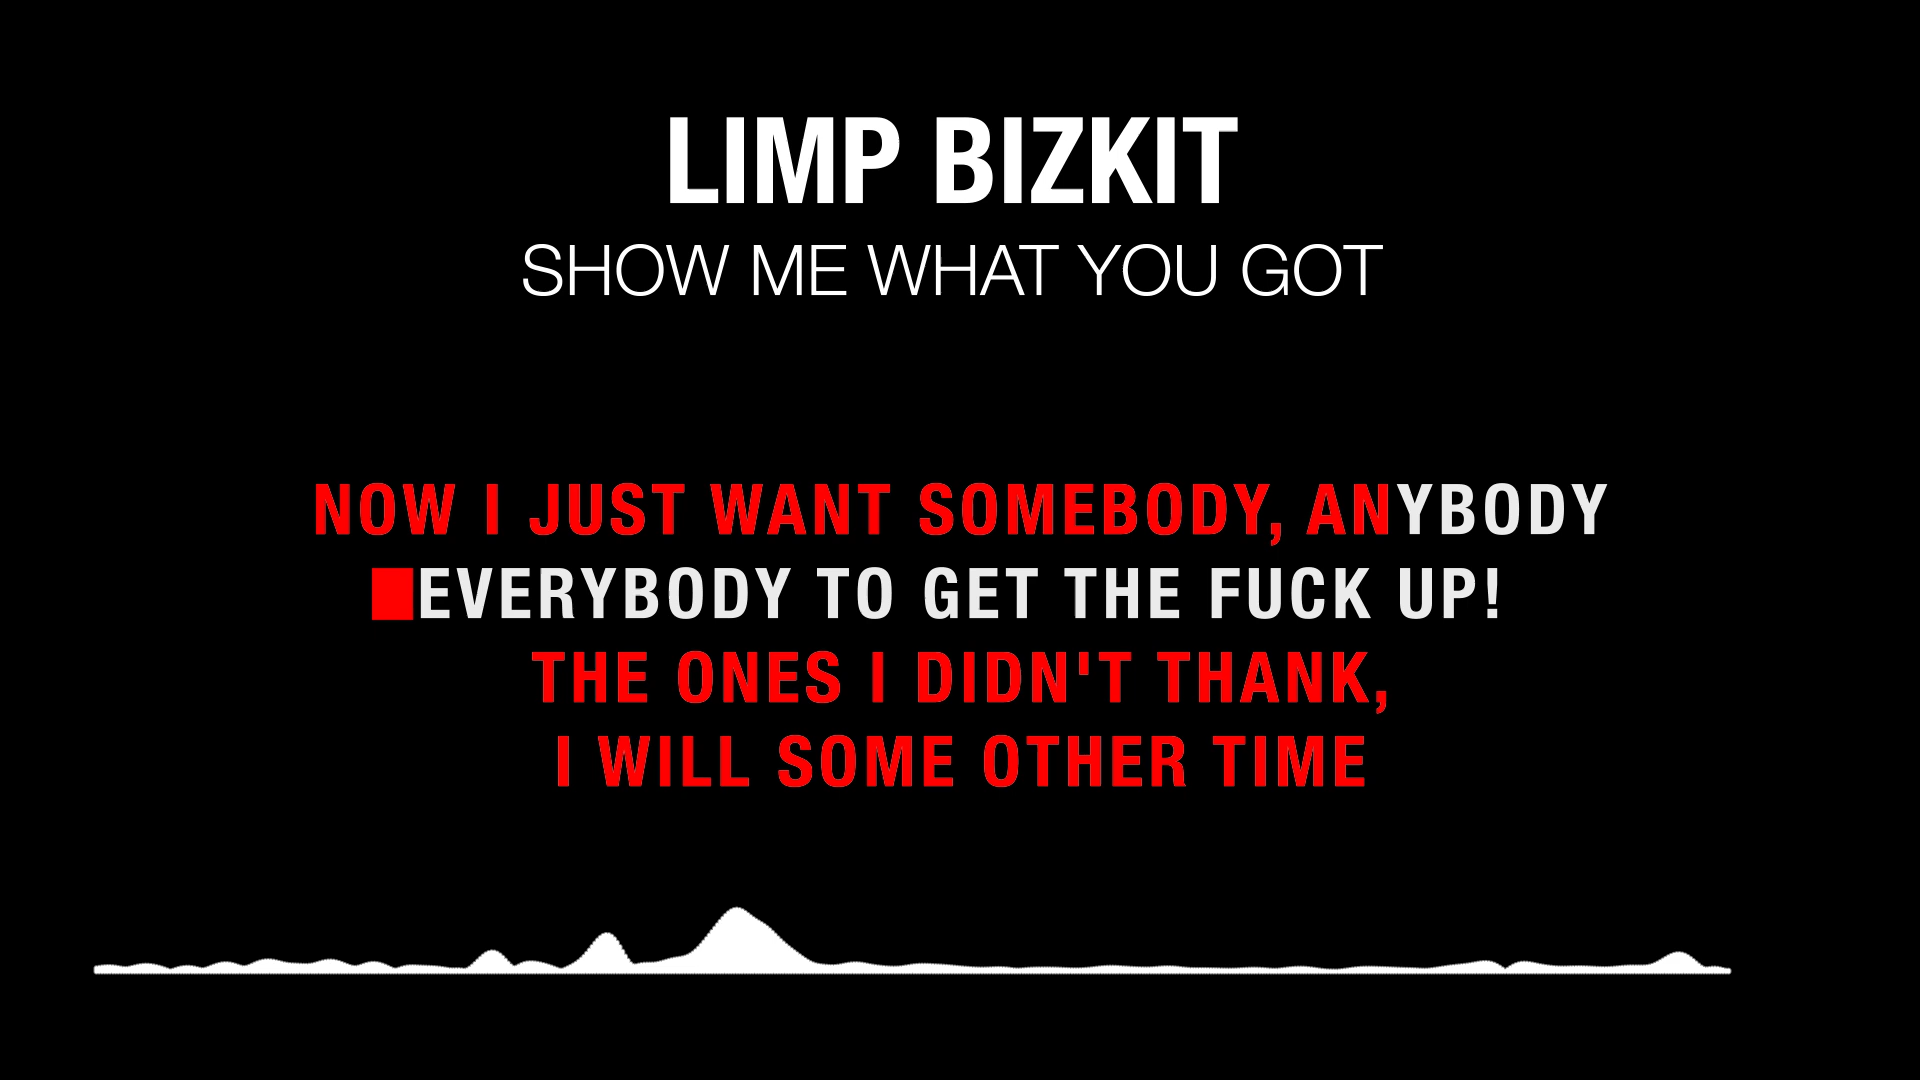 LIMP BIZKIT
SHOW ME WHAT YOU GOT
NOW I JUST WANT SOMEBODY, ANYBODY
EVERYBODY TO GET THE FUCK UP!
THE ONES I DIDN'T THANK,
I WILL SOME OTHER TIME